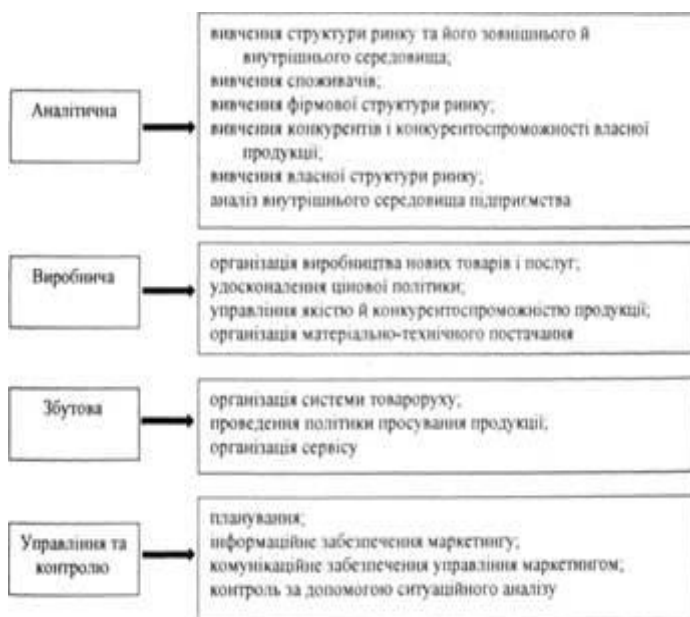 Аналітична
вивчення структури ринку та його зовнішнього й
внутрішнього середовища;
вивчення споживачів;
вивчення фірмової структури ринку;
вивчення конкурентів і конкурентоспроможності власної
продукції;
вивчення власної структури ринку;
аналіз внутрішнього середовища підприємства
Виробнича
організація виробництва нових товарів і послуг;
удосконалення цінової політики;
управління якістю й конкурентоспроможністю продукції;
організація матеріально-технічного постачання
Збутова
організація системи товароруху;
проведення політики просування продукції;
організація сервісу
Управління та
контролю
планування;
інформаційне забезпечення маркетингу;
комунікаційне забезпечення управління маркетингом;
контроль за допомогою ситуаційного аналізу